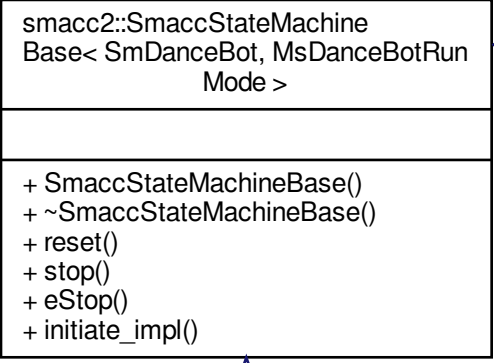 smacc2::SmaccStateMachine
Base< SmDanceBot, MsDanceBotRun
Mode >
+ SmaccStateMachineBase()
+ ~SmaccStateMachineBase()
+ reset()
+ stop()
+ eStop()
+ initiate_impl()